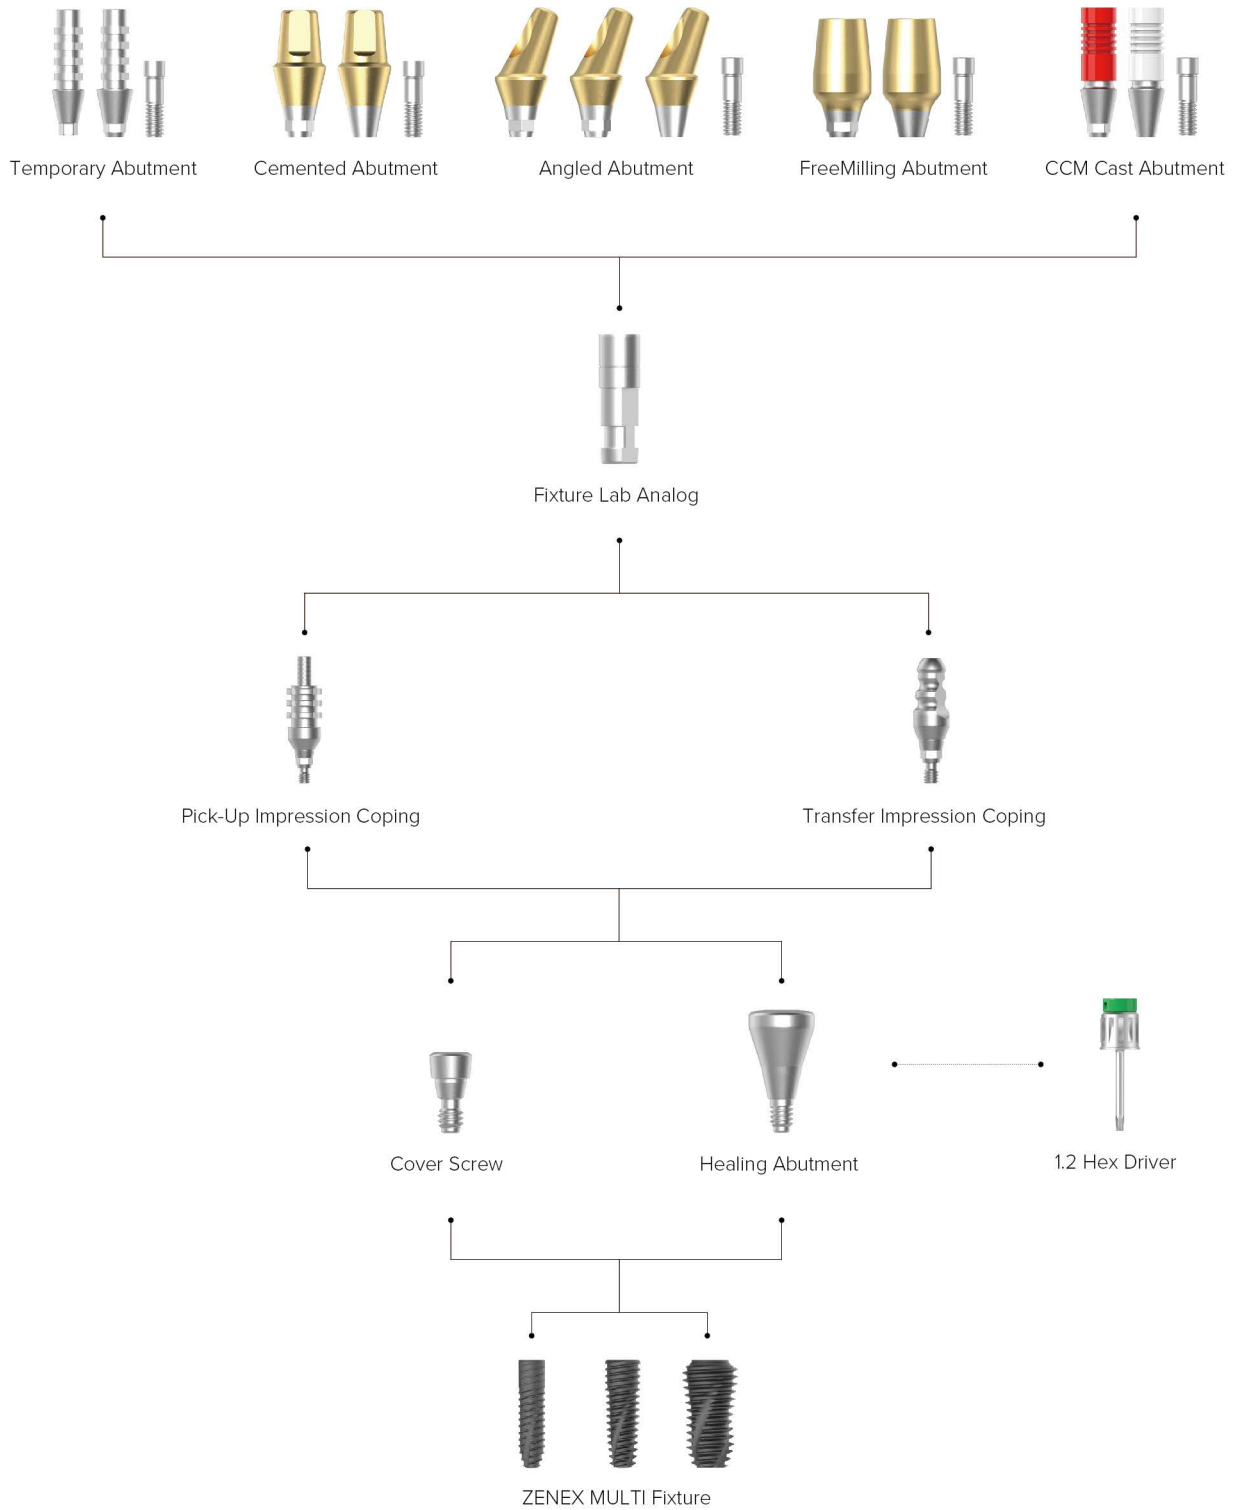 Temporary Abutment
Cemented Abutment
Angled Abutment
FreeMilling Abutment
CCM Cast Abutment
Fixture Lab Analog
Pick-Up Impression Coping
Transfer Impression Coping
Cover Screw
Healing Abutment
1.2 Hex Driver
ZENEX MULTI Fixture